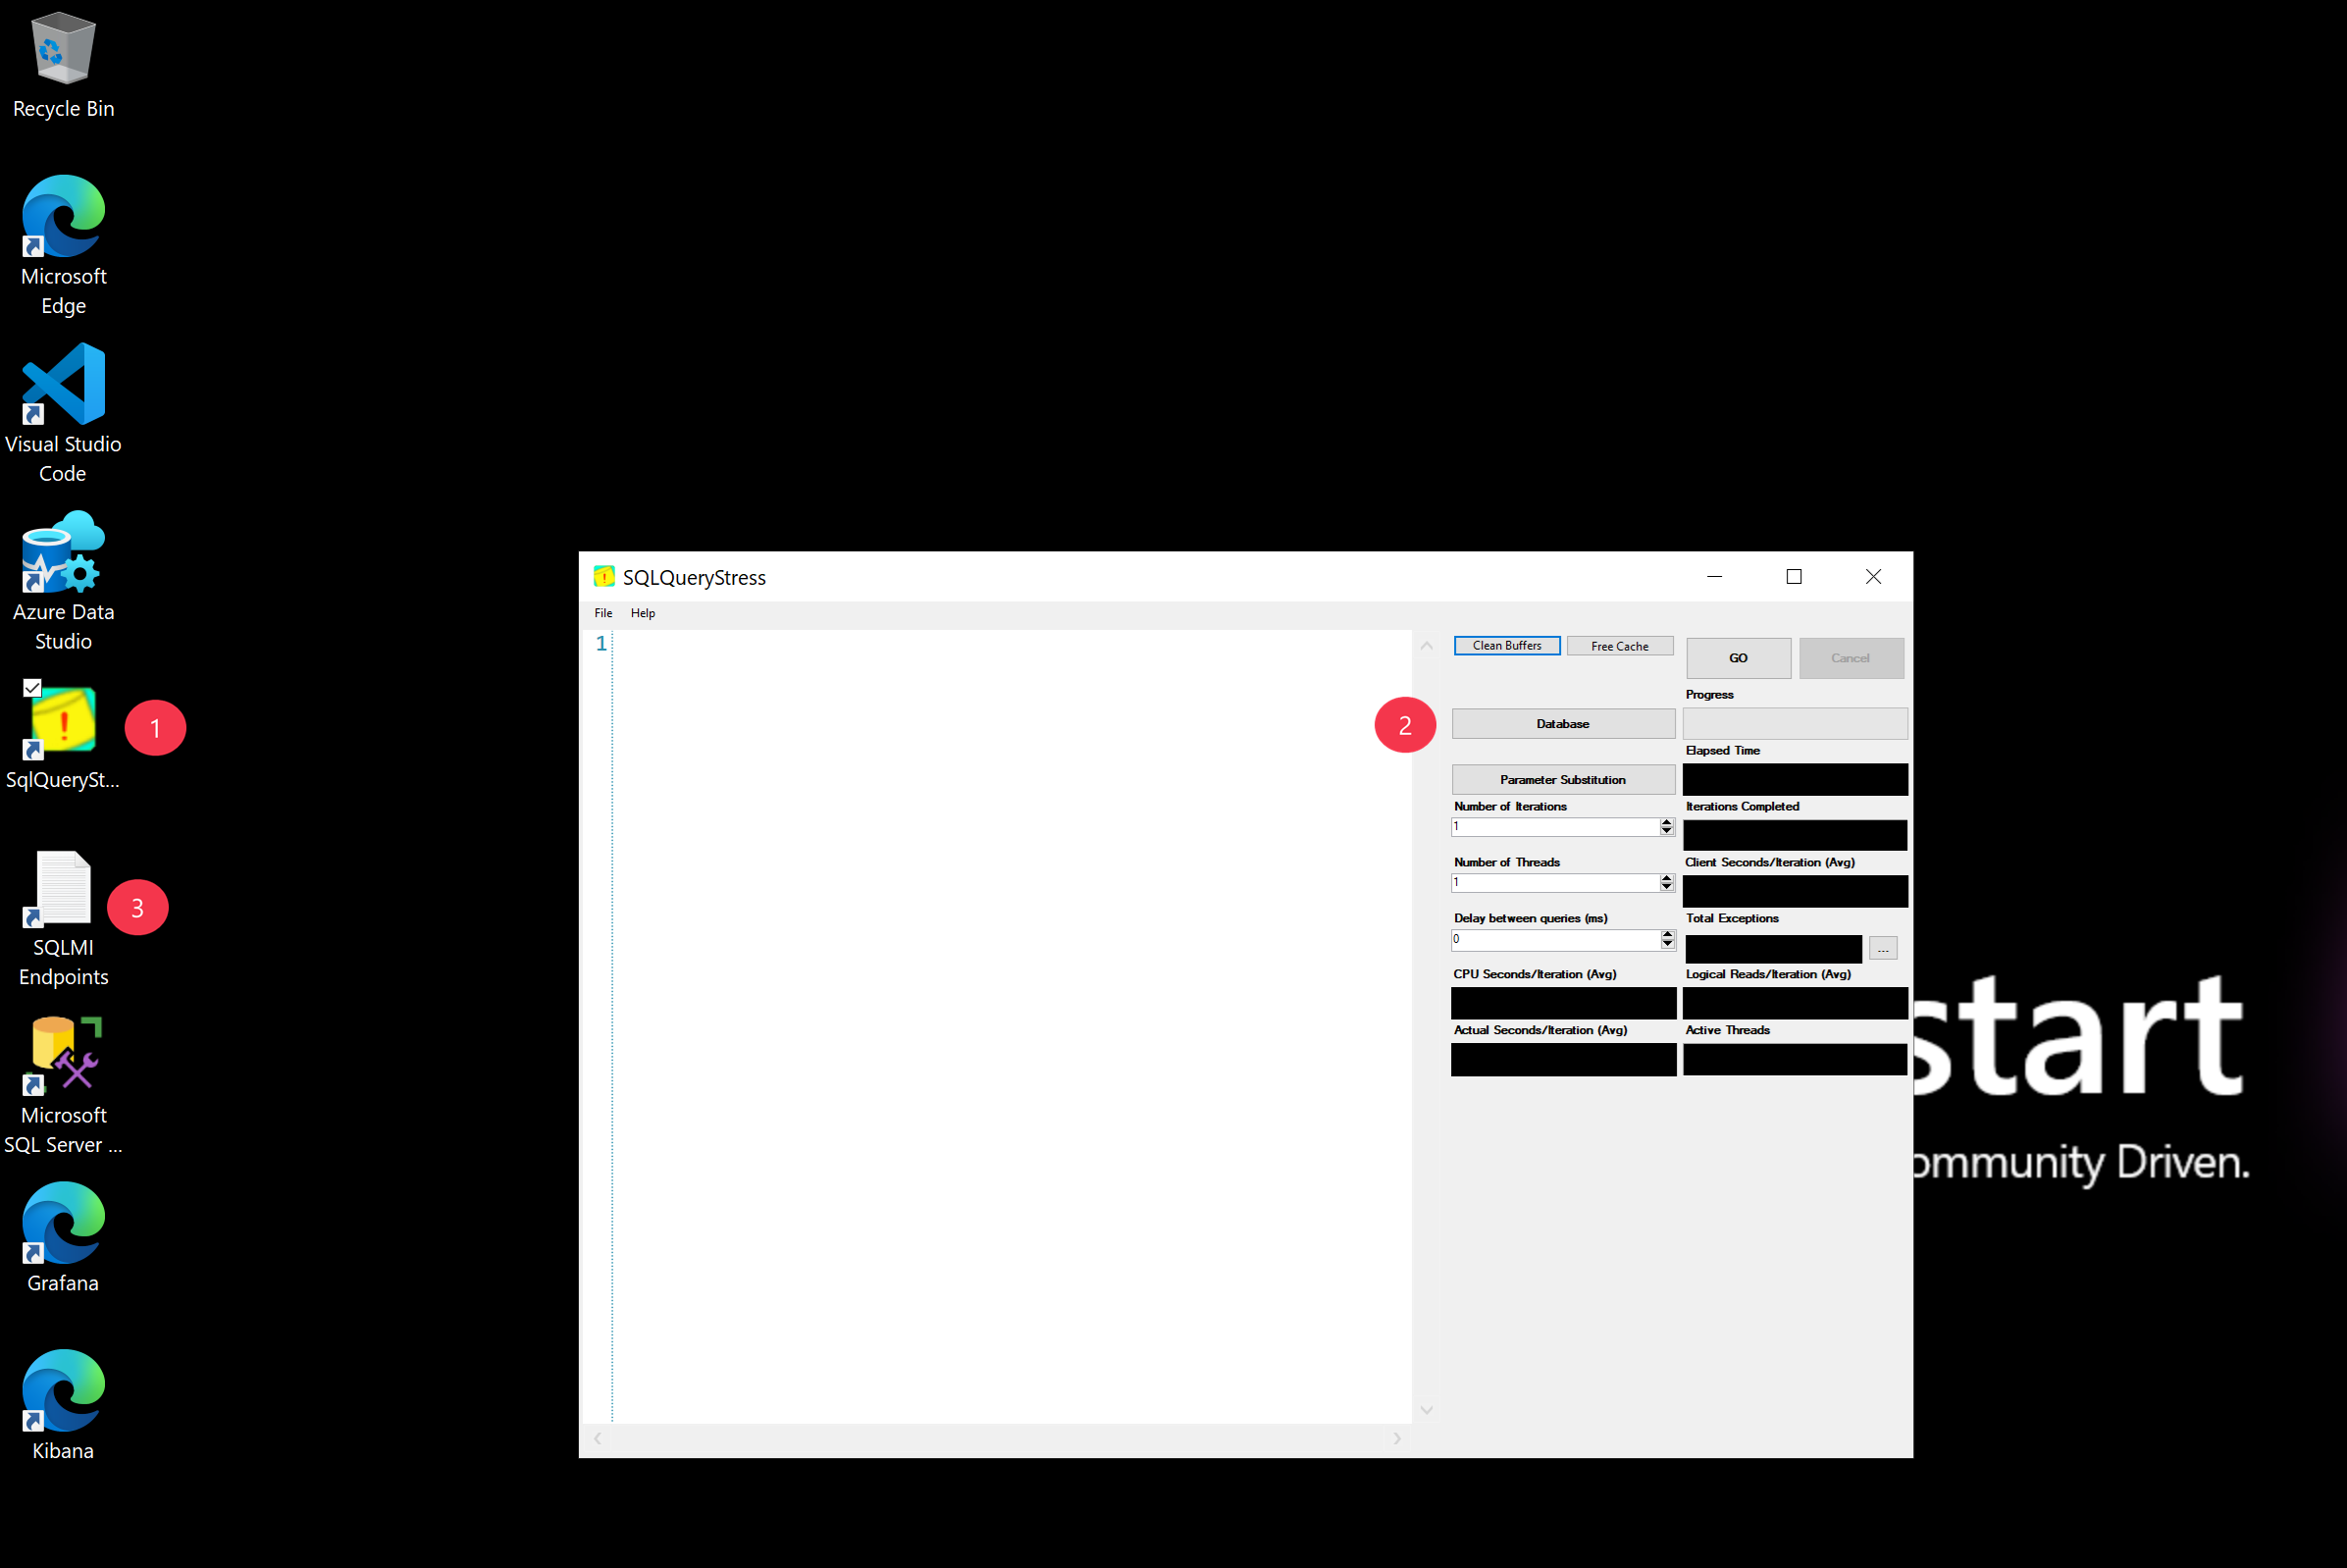 Recycle Bin
Microsoft
Edge
Visual Studio
Code
Azure Data
Studio
SqlQuerySt...
1
SQLMI
Endpoints
3
Microsoft
SQL Server ...
Grafana
Kibana
SQLQueryStress
File Help
1
Clean Buffers
Free Cache
GO
Cancel
Progress
2
Database
Elapsed Time
Parameter Substitution
Number of Iterations
Iterations Completed
1
Number of Threads
Client Seconds/Iteration (Avg)
1
Delay between queries (ms)
Total Exceptions
0
...
CPU Seconds/Iteration (Avg)
Logical Reads/Iteration (Avg)
Actual Seconds/Iteration (Avg)
Active Threads
start
ommunity Driven.